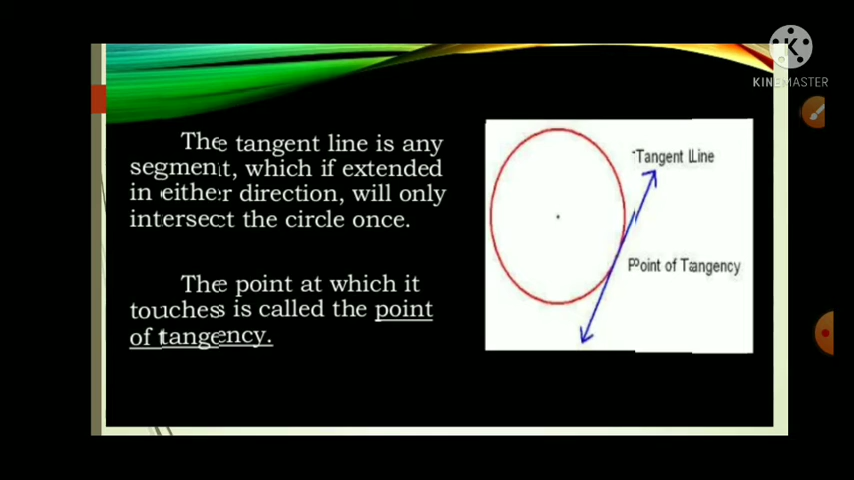 KINEMASTER
The tangent line is any
segment, which if extended
in either direction, will only
intersect the circle once.
The point at which it
touches is called the point
of tangency.
Tangent Line
Point of Tangency